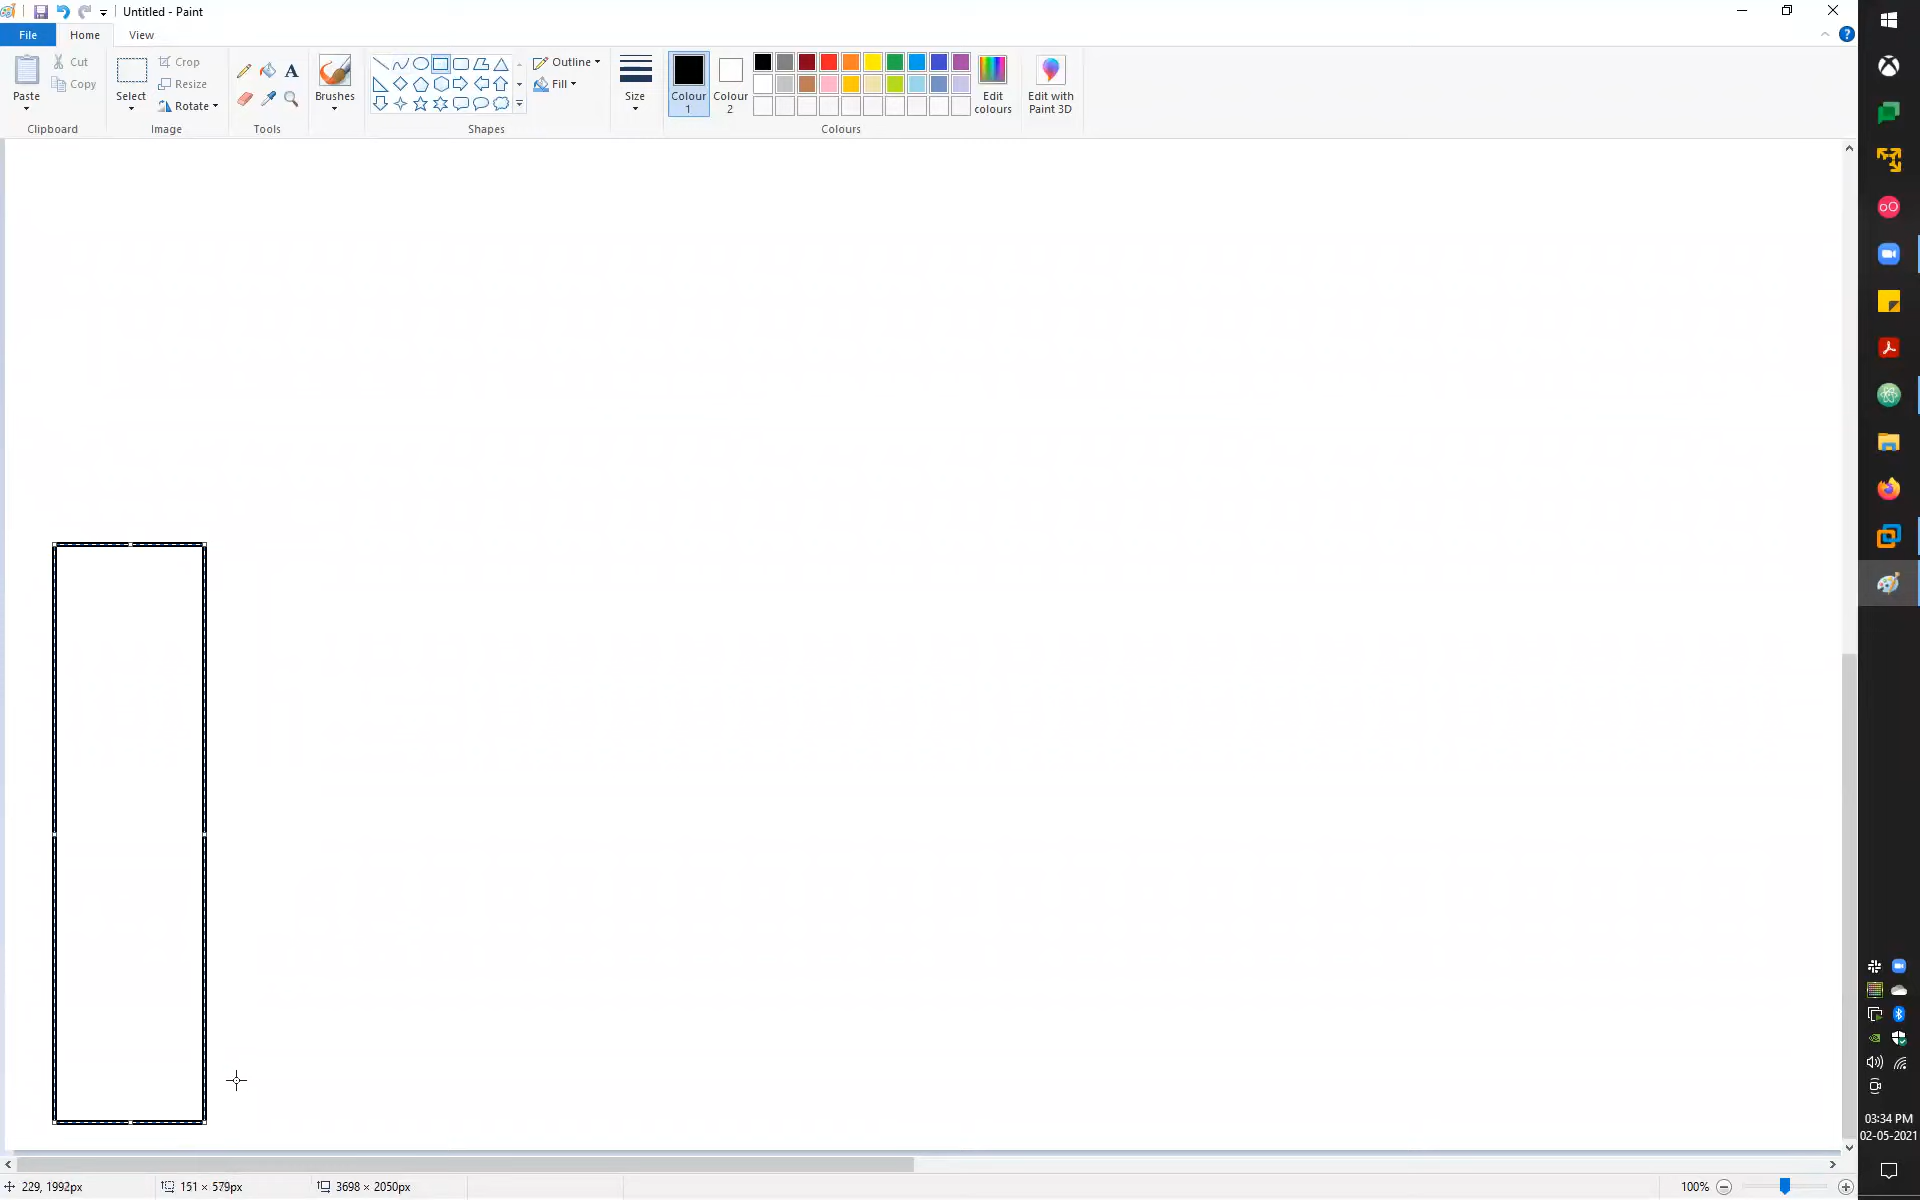 Untitled - Paint
File Home View
Paste
Cut
Copy
Clipboard
Select
Crop
Resize
Rotate
Image
A
Tools
Brushes
Shapes
Outline
Fill
Size
Colour 1
Colour 2
Edit colours
Colours
Edit with Paint 3D
?
oO
03:34 PM
02-05-2021
229, 1992px
151 × 579px
3698 × 2050px
100%